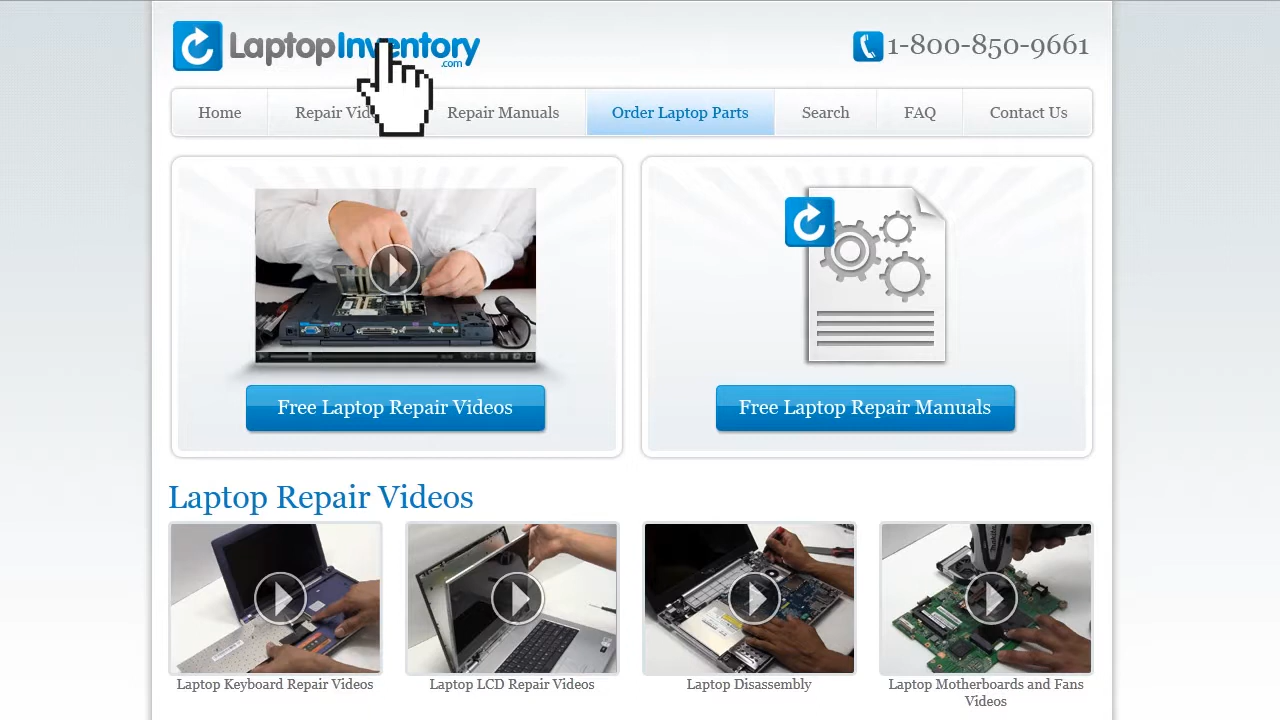 LaptopInventory
.com
1-800-850-9661
Home
Repair Vid
Repair Manuals
Order Laptop Parts
Search
FAQ
Contact Us
Free Laptop Repair Videos
Free Laptop Repair Manuals
Laptop Repair Videos
Laptop Keyboard Repair Videos
Laptop LCD Repair Videos
Laptop Disassembly
Laptop Motherboards and Fans
Videos